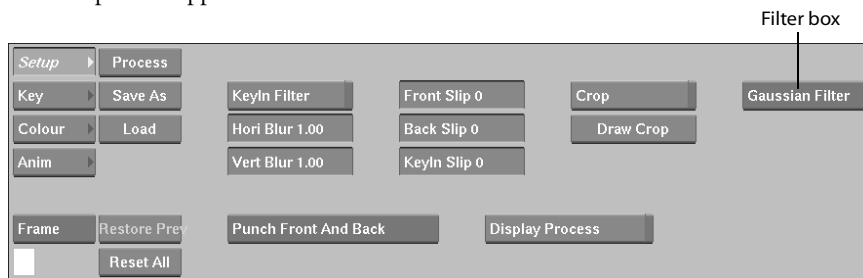 Filter box
Setup Process
Key Save As KeyIn Filter Front Slip 0 Crop Gaussian Filter
Colour Load Hori Blur 1.00 Back Slip 0 Draw Crop
Anim Vert Blur 1.00 KeyIn Slip 0
Frame Restore Prev Punch Front And Back Display Process
Reset All